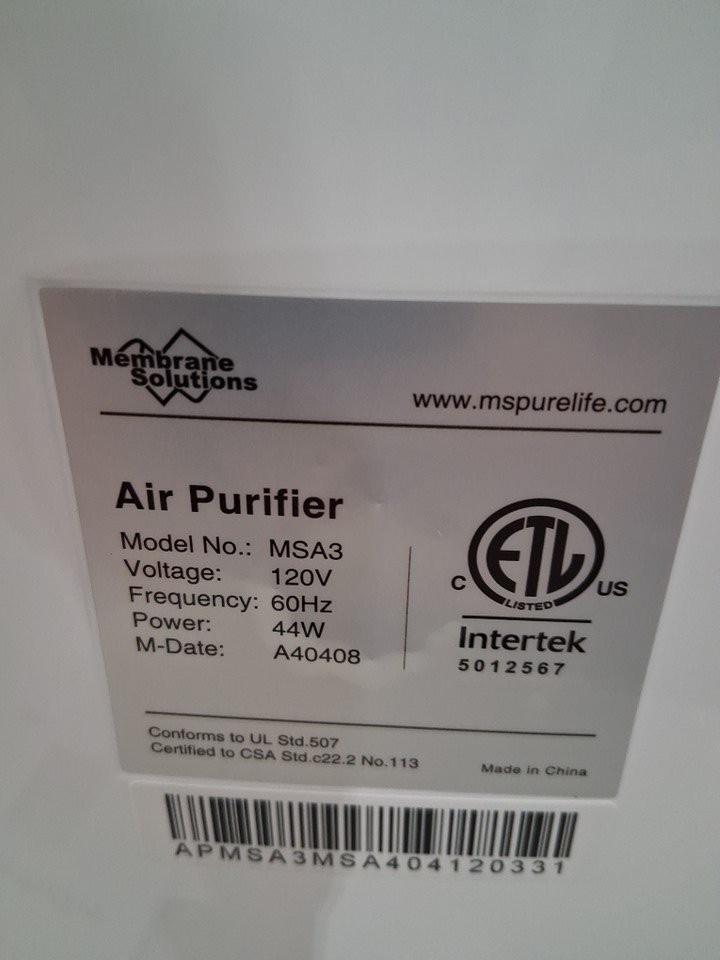 Membrane
Solutions
www.mspurelife.com
Air Purifier
Model No.: MSA3
Voltage: 120V
Frequency: 60Hz
Power: 44W
M-Date: A40408
ETL
LISTED
C US
Intertek
5012567
Conforms to UL Std.507
Certified to CSA Std.c22.2 No.113
Made in China
APMSA3MSA404120331